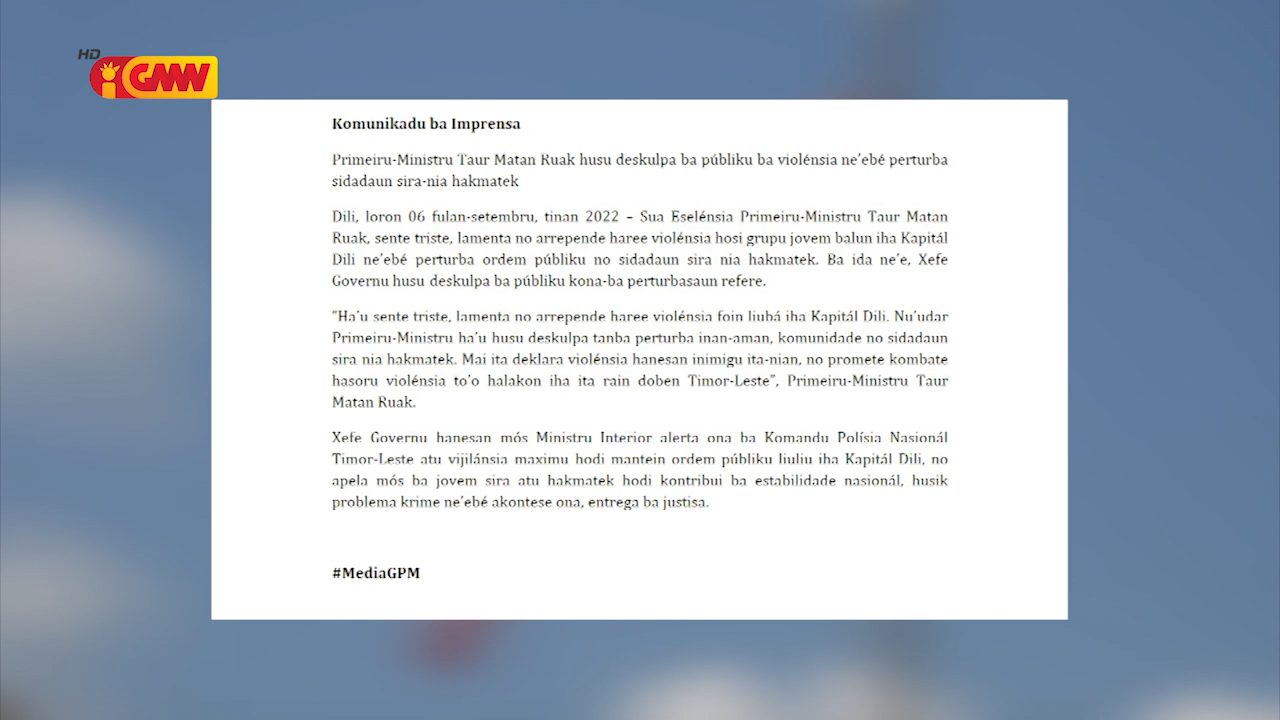 HD
GMN
Komunikadu ba Imprensa
Primeiru-Ministru Taur Matan Ruak husu deskulpa ba públiku ba violénsia ne’ebé perturba
sidadaun sira-nia hakmatek
Dili, loron 06 fulan-setembru, tinan 2022 – Sua Eselénsia Primeiru-Ministru Taur Matan
Ruak, sente triste, lamenta no arrepende haree violénsia hosi grupu jovem balun iha Kapitál
Dili ne’ebé perturba ordem públiku no sidadaun sira nia hakmatek. Ba ida ne’e, Xefe
Governu husu deskulpa ba públiku kona-ba perturbasaun refere.
“Ha’u sente triste, lamenta no arrepende haree violénsia foin liubá iha Kapitál Dili. Nu’udar
Primeiru-Ministru ha’u husu deskulpa tanba perturba inan-aman, komunidade no sidadaun
sira nia hakmatek. Mai ita deklara violénsia hanesan inimigu ita-nian, no promete kombate
hasoru violénsia to’o halakon iha ita rain doben Timor-Leste”, Primeiru-Ministru Taur
Matan Ruak.
Xefe Governu hanesan mós Ministru Interior alerta ona ba Komandu Polísia Nasionál
Timor-Leste atu vijilánsia maximu hodi mantein ordem públiku liuliu iha Kapitál Dili, no
apela mós ba jovem sira atu hakmatek hodi kontribui ba estabilidade nasionál, husik
problema krime ne’ebé akontese ona, entrega ba justisa.
#MediaGPM